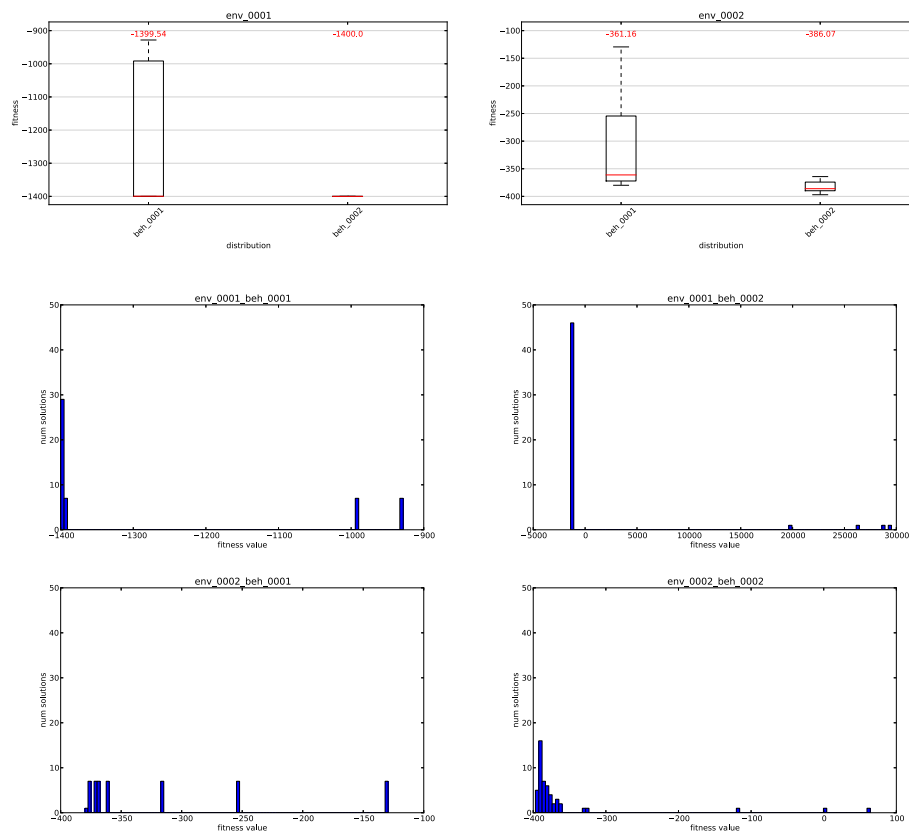 env_0001
−900
−1000
−1100
−1200
−1300
−1400
fitness
−1399.54
−1400.0
beh_0001
beh_0002
distribution
env_0002
−100
−150
−200
−250
−300
−350
−400
fitness
−361.16
−386.07
beh_0001
beh_0002
distribution
env_0001_beh_0001
50
40
30
20
10
0
num solutions
−1400 −1300 −1200 −1100 −1000 −900
fitness value
env_0001_beh_0002
50
40
30
20
10
0
num solutions
−5000 0 5000 10000 15000 20000 25000 30000
fitness value
env_0002_beh_0001
50
40
30
20
10
0
num solutions
−400 −350 −300 −250 −200 −150 −100
fitness value
env_0002_beh_0002
50
40
30
20
10
0
num solutions
−400 −300 −200 −100 0 100
fitness value